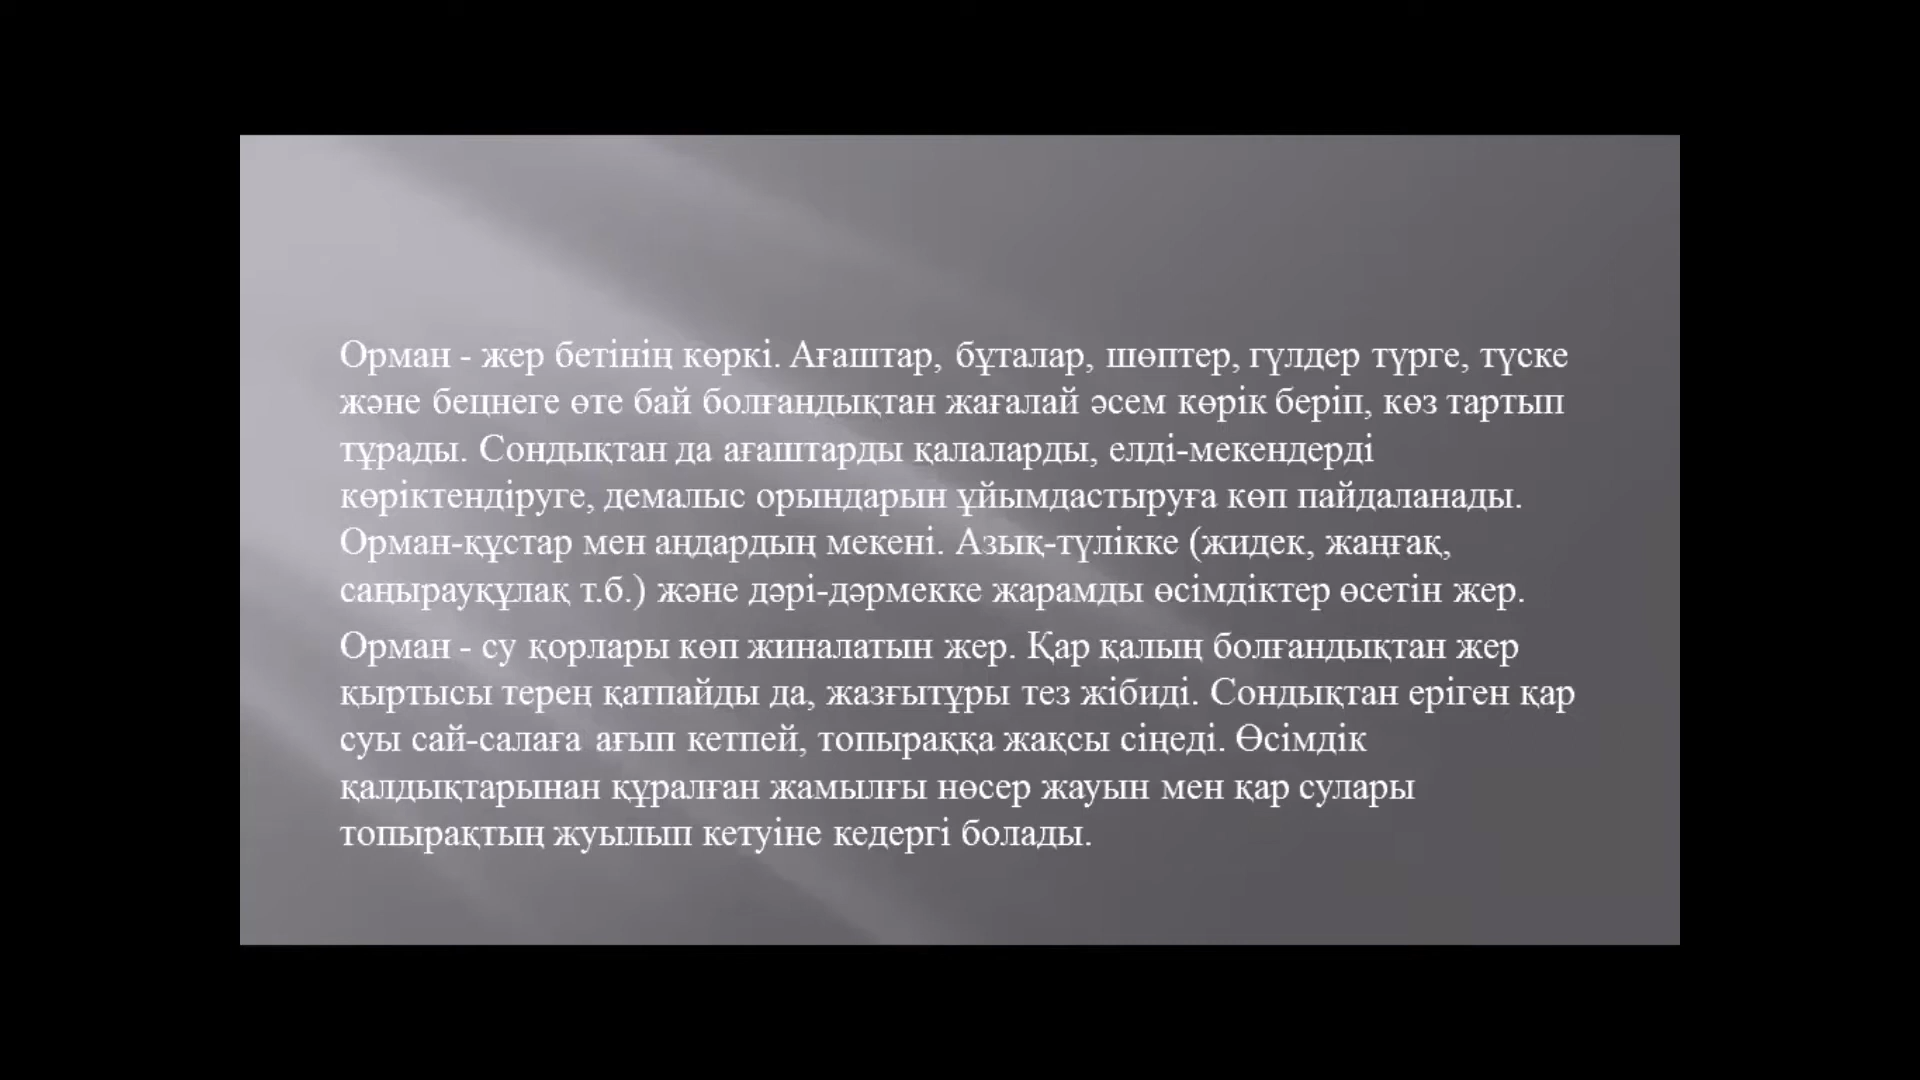 Орман - жер бетінің көркі. Ағаштар, бұталар, шөптер, гүлдер түрге, түске
және бецнеге өте бай болғандықтан жағалай әсем көрік беріп, көз тартып
тұрады. Сондықтан да ағаштарды қалаларды, елді-мекендерді
көріктендіруге, демалыс орындарын ұйымдастыруға көп пайдаланады.
Орман-құстар мен аңдардың мекені. Азық-түлікке (жидек, жаңғақ,
саңырауқұлақ т.б.) және дәрі-дәрмекке жарамды өсімдіктер өсетін жер.
Орман - су қорлары көп жиналатын жер. Қар қалың болғандықтан жер
қыртысы терең қатпайды да, жазғытұры тез жібиді. Сондықтан еріген қар
суы сай-салаға ағып кетпей, топыраққа жақсы сіңеді. Өсімдік
қалдықтарынан құралған жамылғы нөсер жауын мен қар сулары
топырақтың жуылып кетуіне кедергі болады.